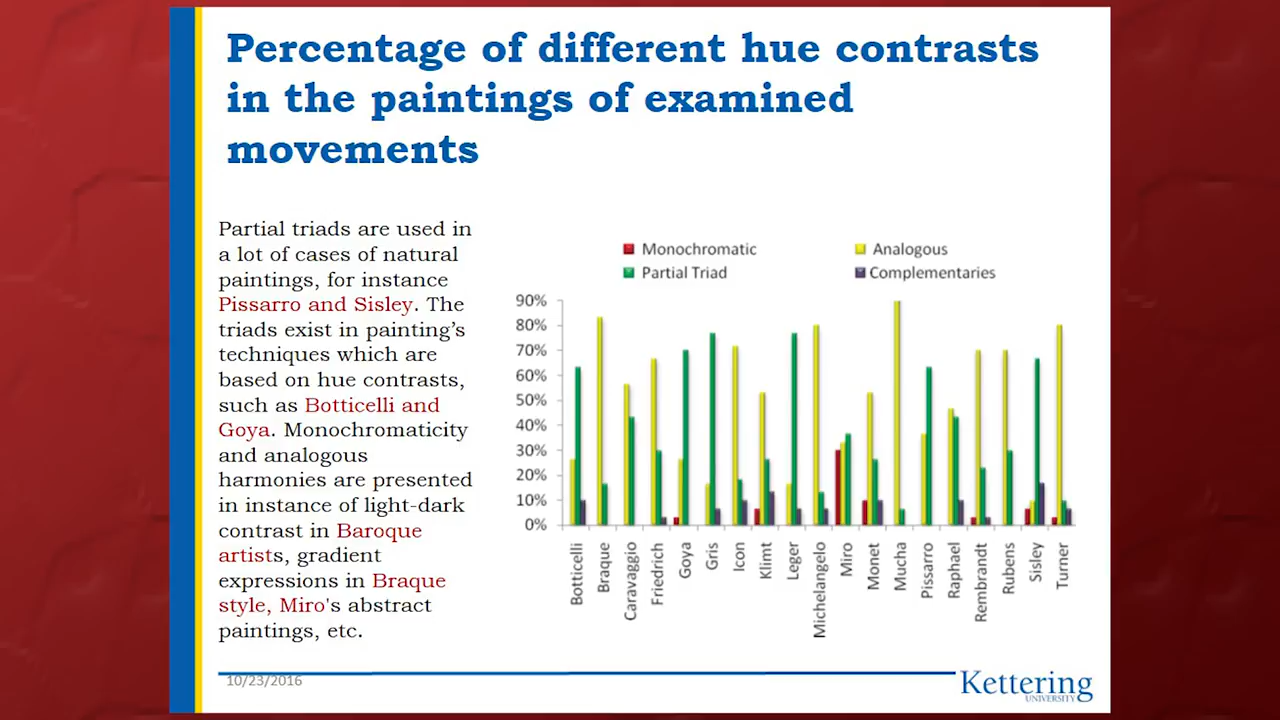 Percentage of different hue contrasts
in the paintings of examined
movements
Partial triads are used in
a lot of cases of natural
paintings, for instance
Pissarro and Sisley. The
triads exist in painting's
techniques which are
based on hue contrasts,
such as Botticelli and
Goya. Monochromaticity
and analogous
harmonies are presented
in instance of light-dark
contrast in Baroque
artists, gradient
expressions in Braque
style, Miro's abstract
paintings, etc.
Monochromatic
Analogous
Partial Triad
Complementaries
90%
80%
70%
60%
50%
40%
30%
20%
10%
0%
Botticelli
Braque
Caravaggio
Friedrich
Goya
Gris
Icon
Klimt
Leger
Michelangelo
Miro
Monet
Mucha
Pissarro
Raphael
Rembrandt
Rubens
Sisley
Turner
10/23/2016
Kettering
UNIVERSITY